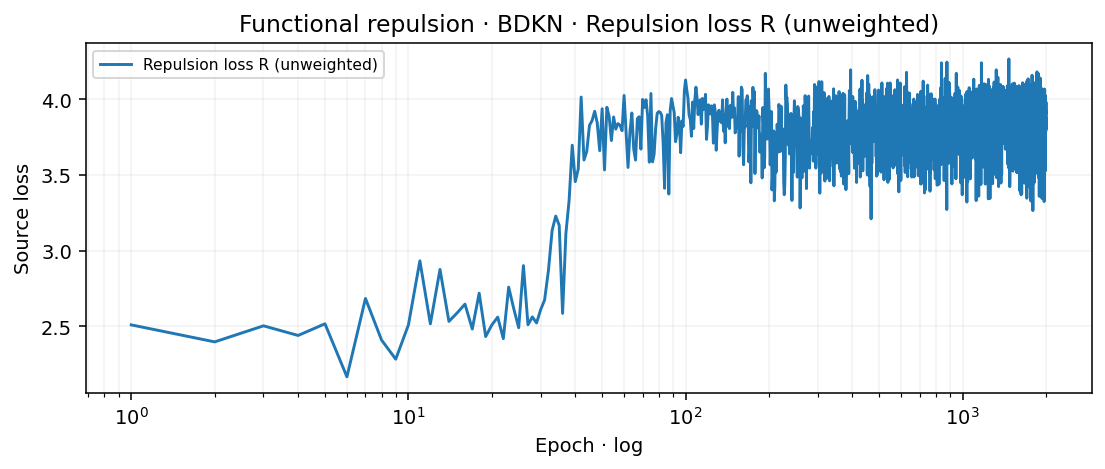 Functional repulsion · BDKN · Repulsion loss R (unweighted)
Repulsion loss R (unweighted)
Source loss
4.0
3.5
3.0
2.5
10⁰ 10¹ 10² 10³
Epoch · log